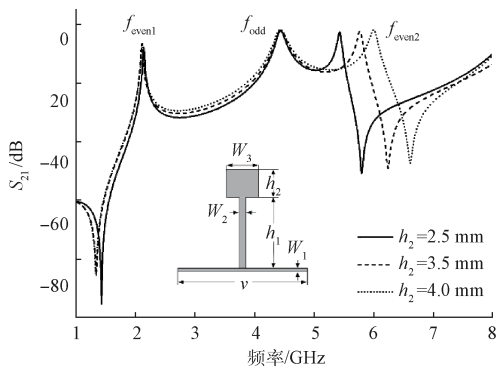 f_even1
f_odd
f_even2
0
20
−40
−60
−80
S_21/dB
W_3
h_2
W_2
h_1
W_1
v
h_2=2.5 mm
h_2=3.5 mm
h_2=4.0 mm
1 2 3 4 5 6 7 8
频率/GHz